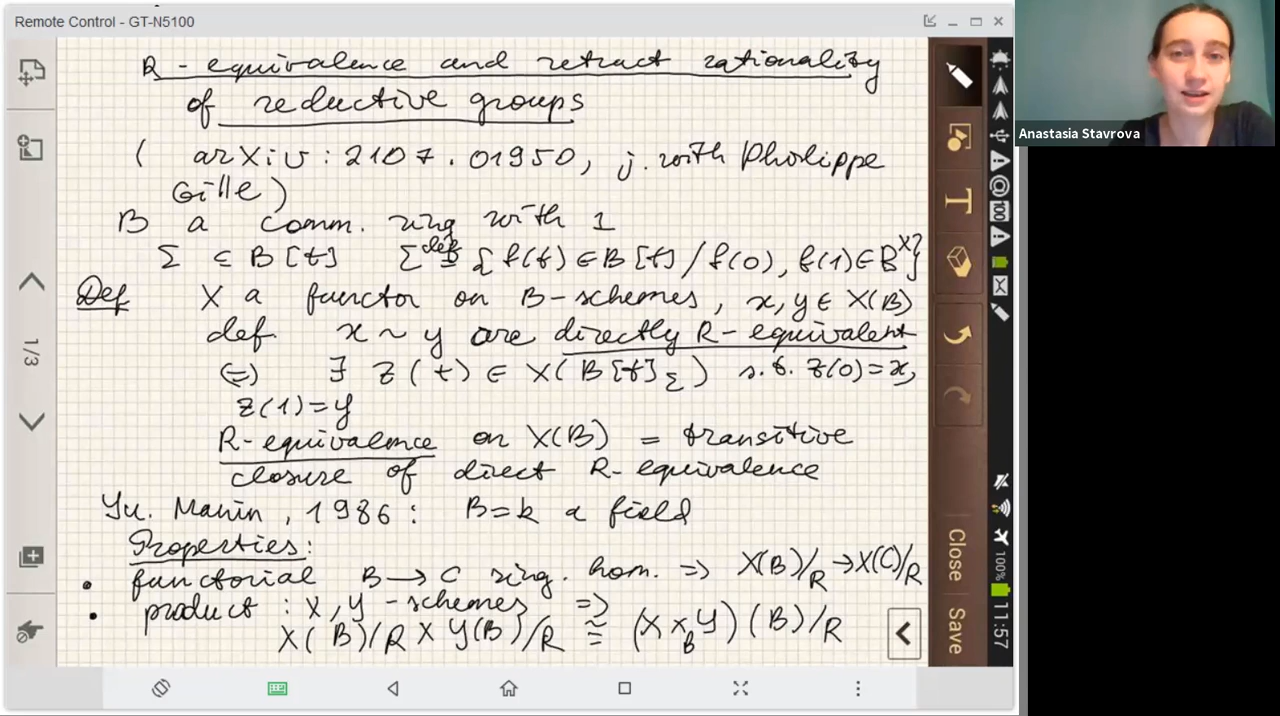 Remote Control - GT-N5100
Anastasia Stavrova
R-equivalence and retract rationality
of reductive groups
( arXiv: 2107.01950, j. with Philippe
Gille)
B a comm. ring with 1
Σ ⊆ B[t] Σ def= {f(t) ∈ B[t] / f(0), f(1) ∈ B^×}
Def X a functor on B-schemes, x, y ∈ X(B)
def. x ~ y are directly R-equivalent
(=) ∃ z(t) ∈ X(B[t]_Σ) s.t. z(0)=x,
z(1)=y
R-equivalence on X(B) = transitive
closure of direct R-equivalence
Yu. Manin, 1986: B=k a field
Properties:
• functorial B → C ring. hom. => X(B)/R → X(C)/R
• product : X, Y -schemes =>
X(B)/R × Y(B)/R ≅ (X ×_B Y)(B)/R
1/3
T
Close
Save
100%
11:57